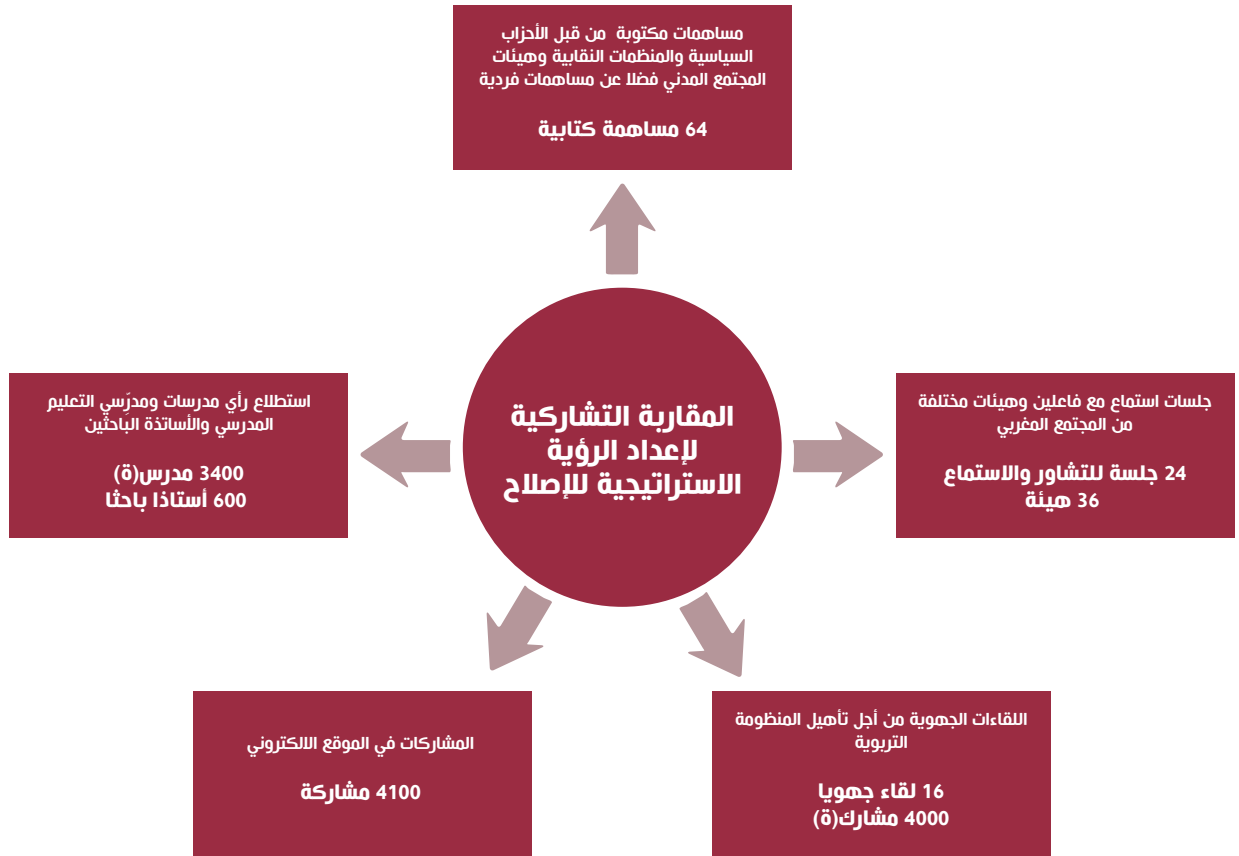 مساهمات مكتوبة من قبل الأحزاب
السياسية والمنظمات النقابية وهيئات
المجتمع المدني فضلا عن مساهمات فردية
64 مساهمة كتابية
المقاربة التشاركية
لإعداد الرؤية
الاستراتيجية للإصلاح
جلسات استماع مع فاعلين وهيئات مختلفة
من المجتمع المغربي
24 جلسة للتشاور والاستماع
36 هيئة
استطلاع رأي مدرسات ومدرِّسي التعليم
المدرسي والأساتذة الباحثين
3400 مدرس(ة)
600 أستاذا باحثا
اللقاءات الجهوية من أجل تأهيل المنظومة
التربوية
16 لقاء جهويا
4000 مشارك(ة)
المشاركات في الموقع الالكتروني
4100 مشاركة